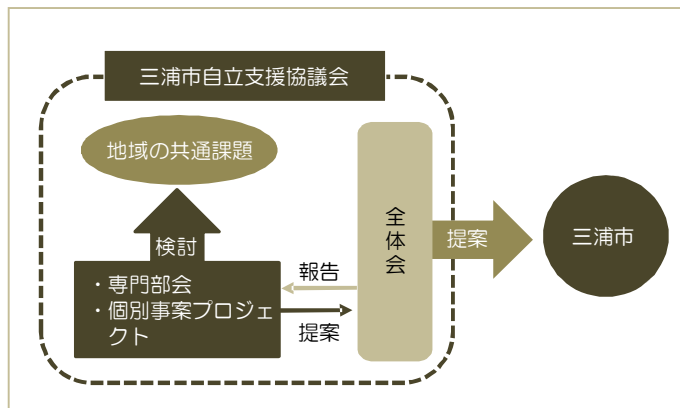 三浦市自立支援協議会
地域の共通課題
検討
・専門部会
・個別事案プロジェ
クト
報告
提案
全体会
提案
三浦市